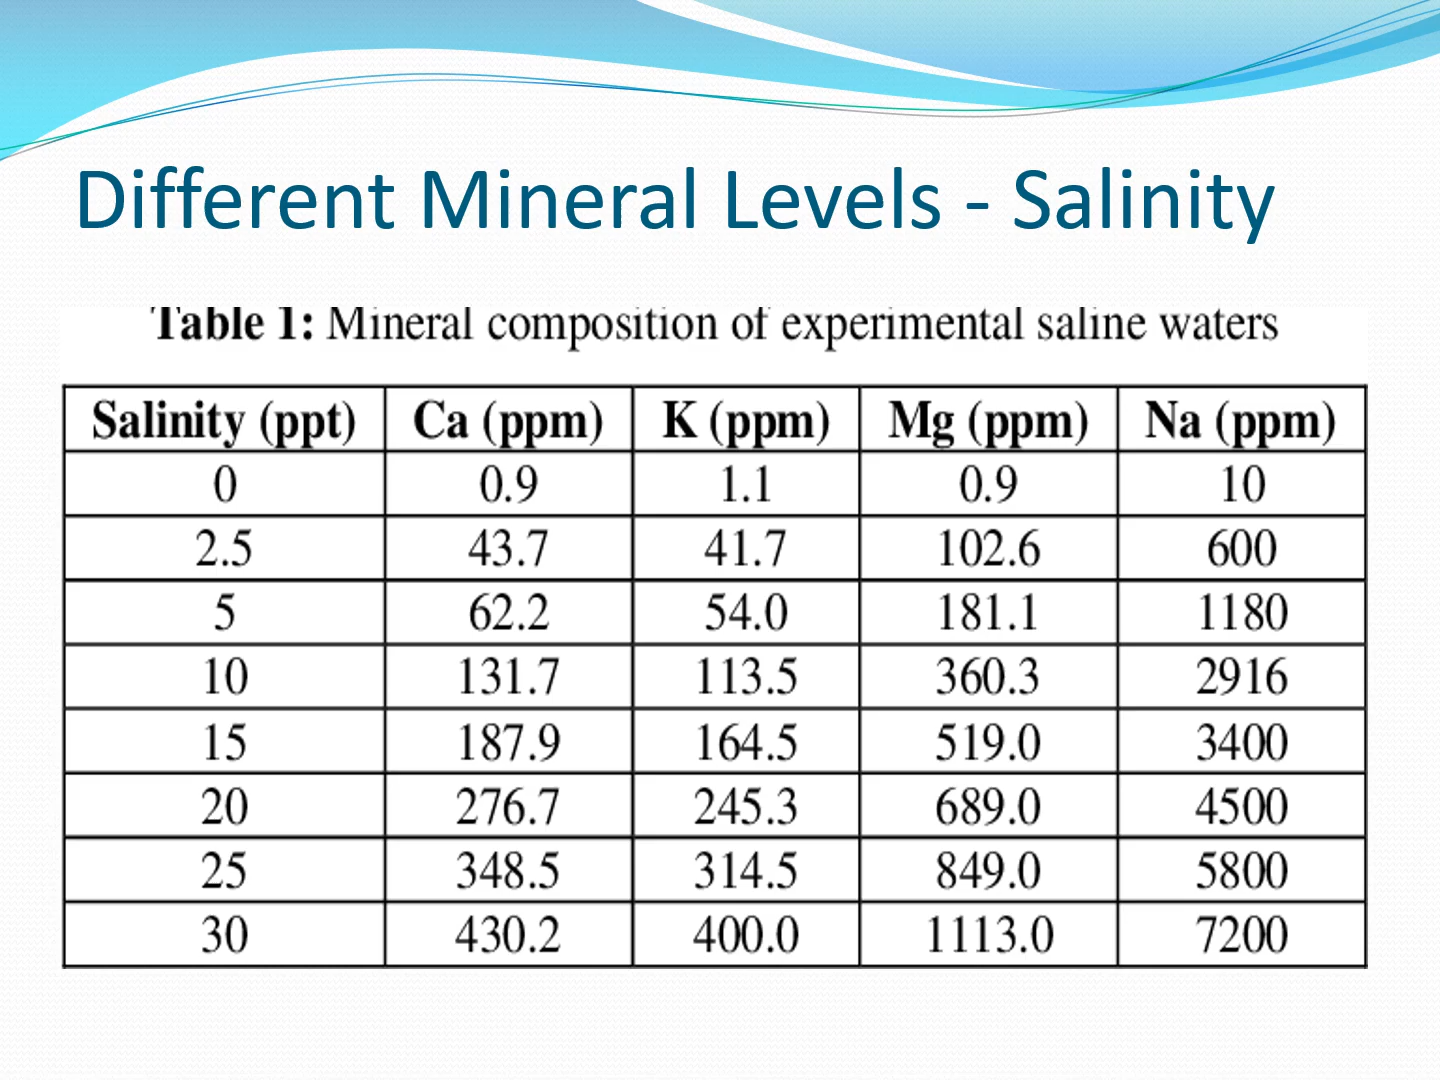 Different Mineral Levels - Salinity
Table 1: Mineral composition of experimental saline waters
Salinity (ppt) Ca (ppm) K (ppm) Mg (ppm) Na (ppm)
0 0.9 1.1 0.9 10
2.5 43.7 41.7 102.6 600
5 62.2 54.0 181.1 1180
10 131.7 113.5 360.3 2916
15 187.9 164.5 519.0 3400
20 276.7 245.3 689.0 4500
25 348.5 314.5 849.0 5800
30 430.2 400.0 1113.0 7200